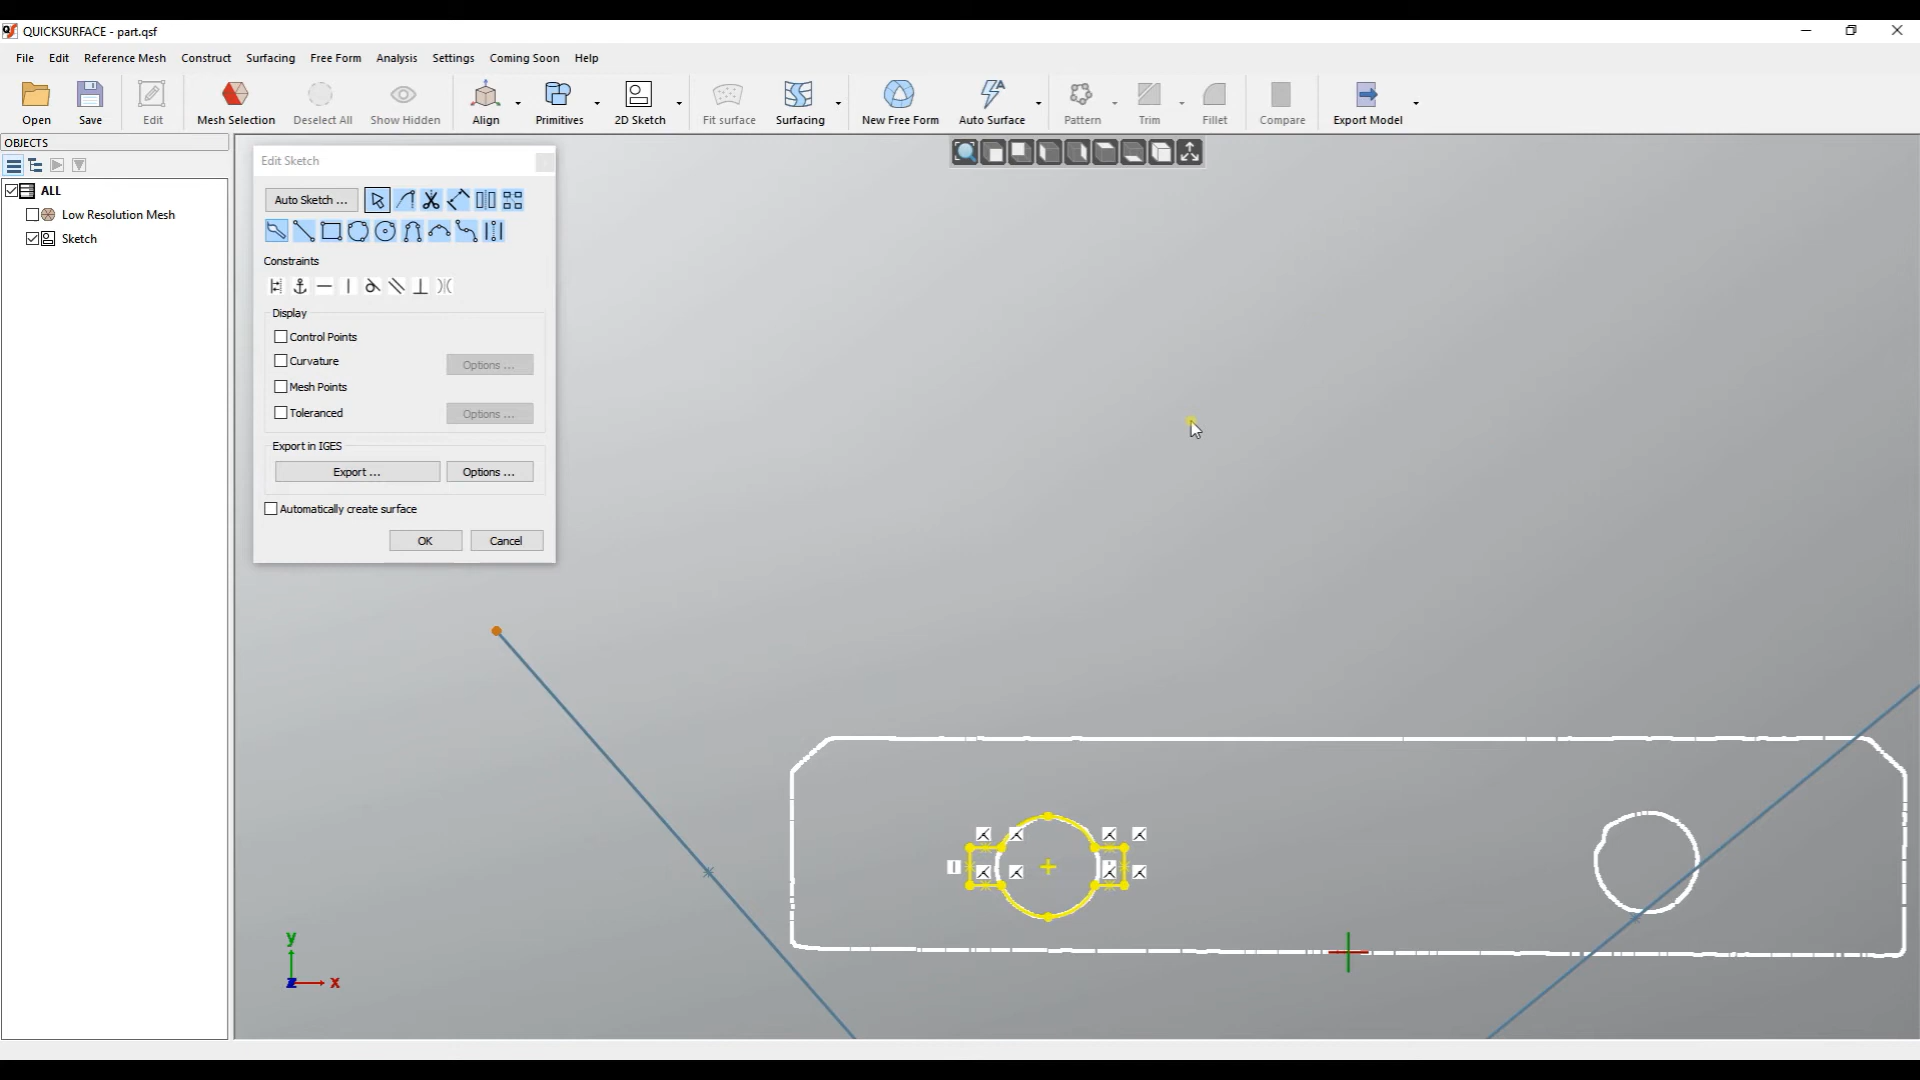 QUICKSURFACE - part.qsf
File Edit Reference Mesh Construct Surfacing Free Form Analysis Settings Coming Soon Help
Open Save Edit Mesh Selection Deselect All Show Hidden Align Primitives 2D Sketch Fit surface Surfacing New Free Form Auto Surface Pattern Trim Fillet Compare Export Model
OBJECTS
ALL
Low Resolution Mesh
Sketch
Edit Sketch
Auto Sketch ...
Constraints
Display
Control Points
Curvature Options ...
Mesh Points
Toleranced Options ...
Export in IGES
Export ... Options ...
Automatically create surface
OK Cancel
y
z x